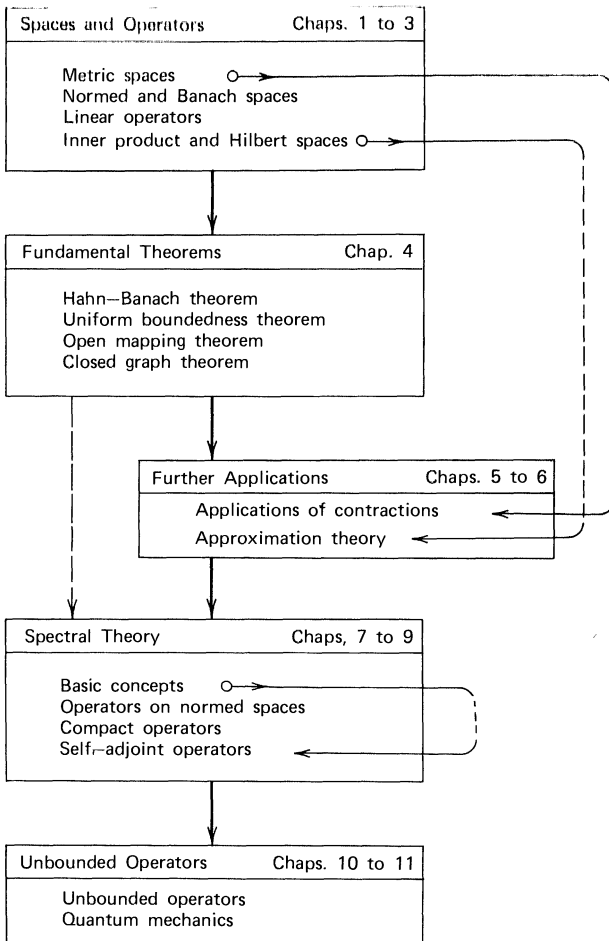 Spaces and Operators Chaps. 1 to 3
Metric spaces
Normed and Banach spaces
Linear operators
Inner product and Hilbert spaces
Fundamental Theorems Chap. 4
Hahn–Banach theorem
Uniform boundedness theorem
Open mapping theorem
Closed graph theorem
Further Applications Chaps. 5 to 6
Applications of contractions
Approximation theory
Spectral Theory Chaps, 7 to 9
Basic concepts
Operators on normed spaces
Compact operators
Self-adjoint operators
Unbounded Operators Chaps. 10 to 11
Unbounded operators
Quantum mechanics